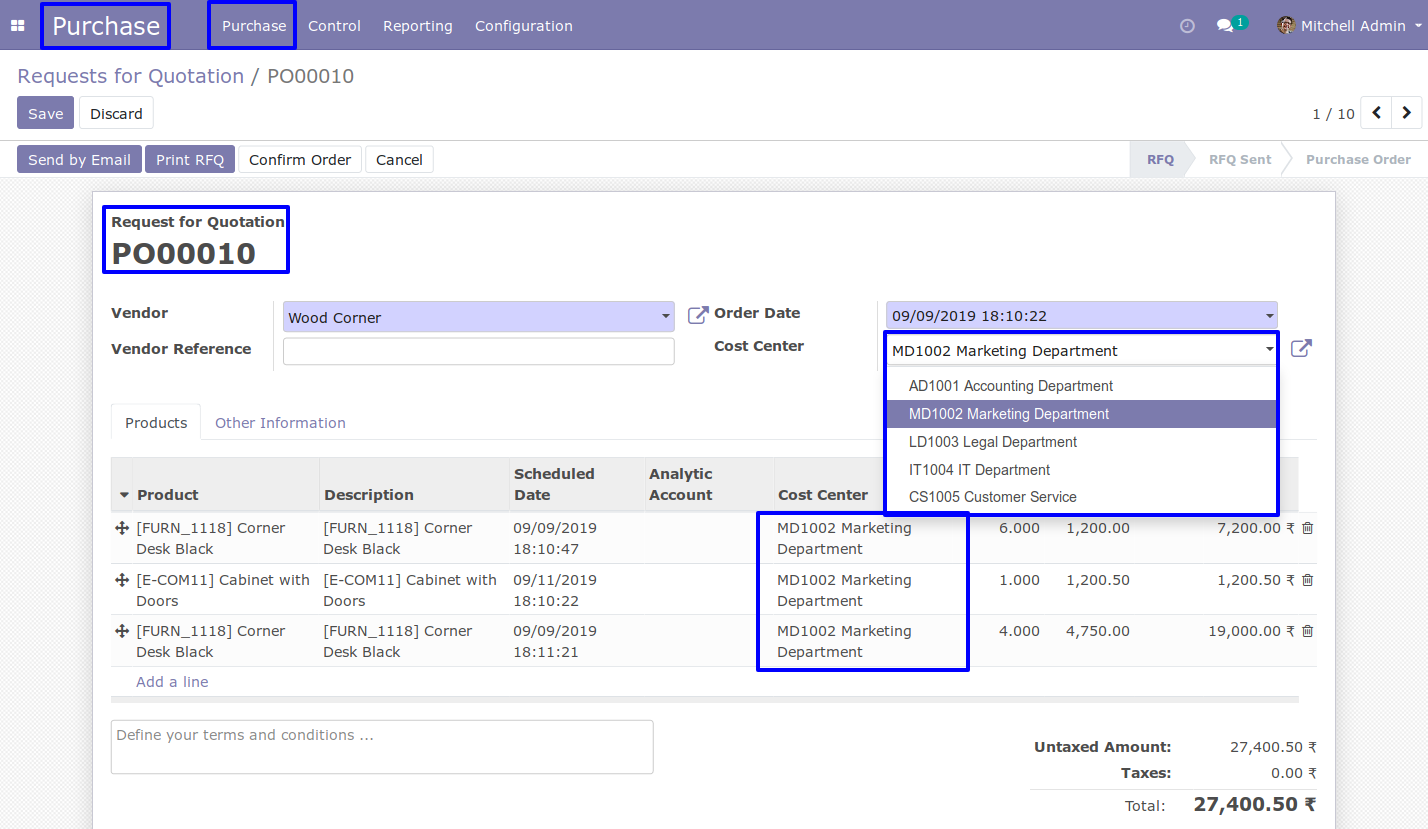 Purchase Purchase Control Reporting Configuration 1 Mitchell Admin
Requests for Quotation / PO00010
Save Discard 1 / 10
Send by Email Print RFQ Confirm Order Cancel RFQ RFQ Sent Purchase Order
Request for Quotation
PO00010
Vendor Wood Corner Order Date 09/09/2019 18:10:22
Vendor Reference Cost Center MD1002 Marketing Department
AD1001 Accounting Department
MD1002 Marketing Department
LD1003 Legal Department
IT1004 IT Department
CS1005 Customer Service
Products Other Information
Product Description Scheduled Date Analytic Account Cost Center
[FURN_1118] Corner [FURN_1118] Corner 09/09/2019 MD1002 Marketing 6.000 1,200.00 7,200.00 ₹
Desk Black Desk Black 18:10:47 Department
[E-COM11] Cabinet with [E-COM11] Cabinet with 09/11/2019 MD1002 Marketing 1.000 1,200.50 1,200.50 ₹
Doors Doors 18:10:22 Department
[FURN_1118] Corner [FURN_1118] Corner 09/09/2019 MD1002 Marketing 4.000 4,750.00 19,000.00 ₹
Desk Black Desk Black 18:11:21 Department
Add a line
Define your terms and conditions ...
Untaxed Amount: 27,400.50 ₹
Taxes: 0.00 ₹
Total: 27,400.50 ₹